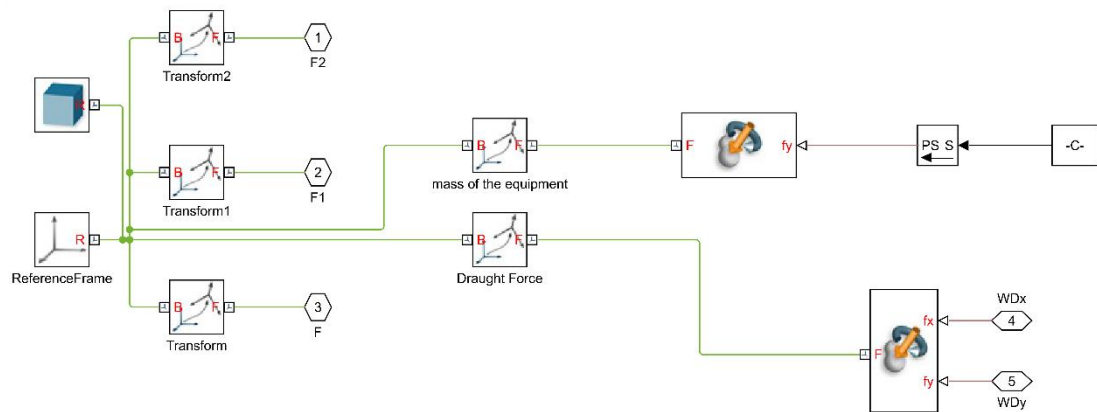 B F
1
Transform2
F2
R
B F
F
fy
PS S
-C-
B F
2
mass of the equipment
Transform1
F1
R
B F
ReferenceFrame
Draught Force
B F
3
WDx
Transform
F
fx
4
F
fy
5
WDy